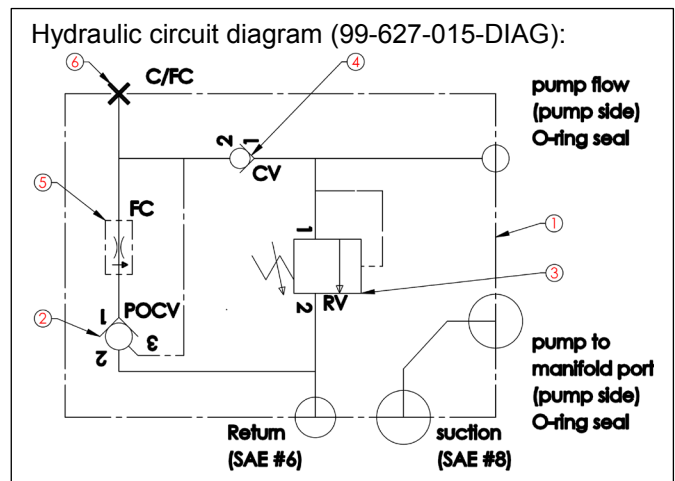 Hydraulic circuit diagram (99-627-015-DIAG):
6
C/FC
4
pump flow
(pump side)
O-ring seal
2
1
CV
5
FC
1
1
3
2
RV
POCV
1
2
2
3
pump to
manifold port
(pump side)
O-ring seal
Return
(SAE #6)
suction
(SAE #8)